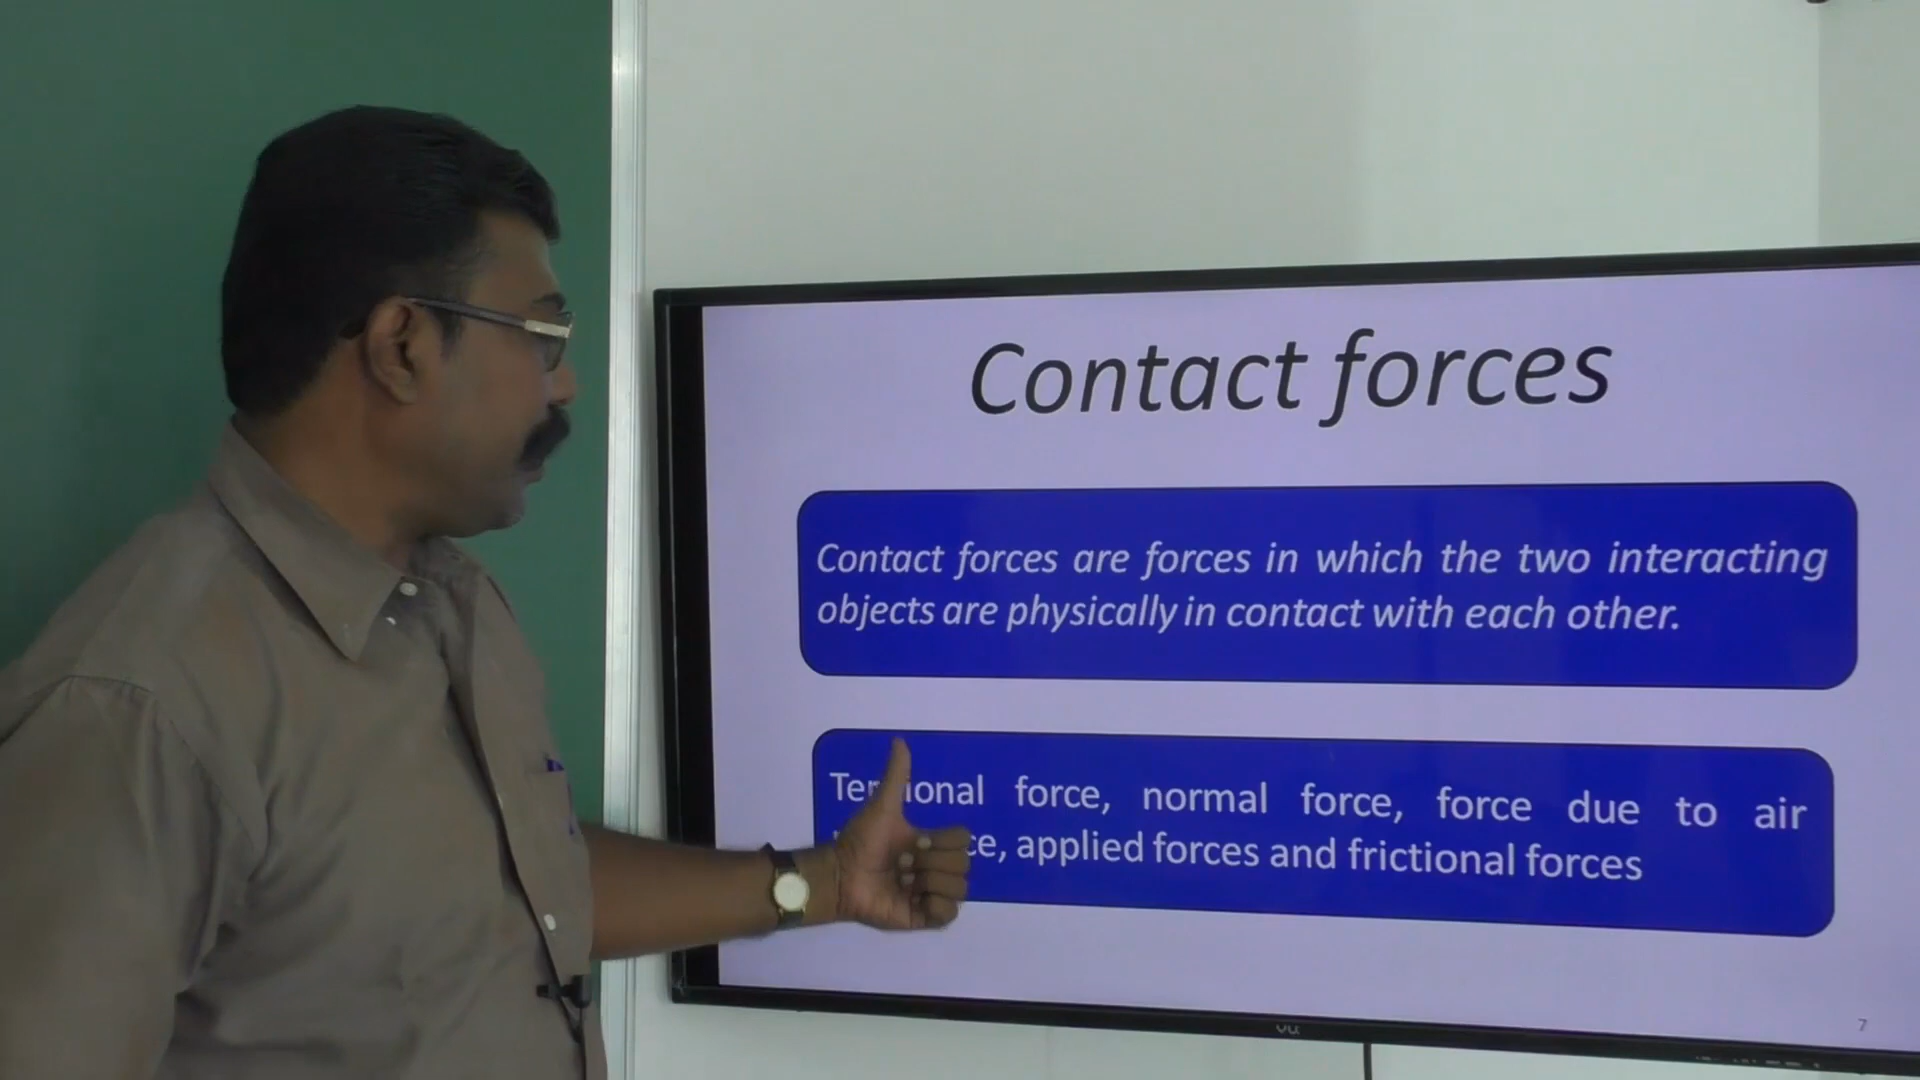 Contact forces
Contact forces are forces in which the two interacting
objects are physically in contact with each other.
force, normal force, force due to air
applied forces and frictional forces
vu
7